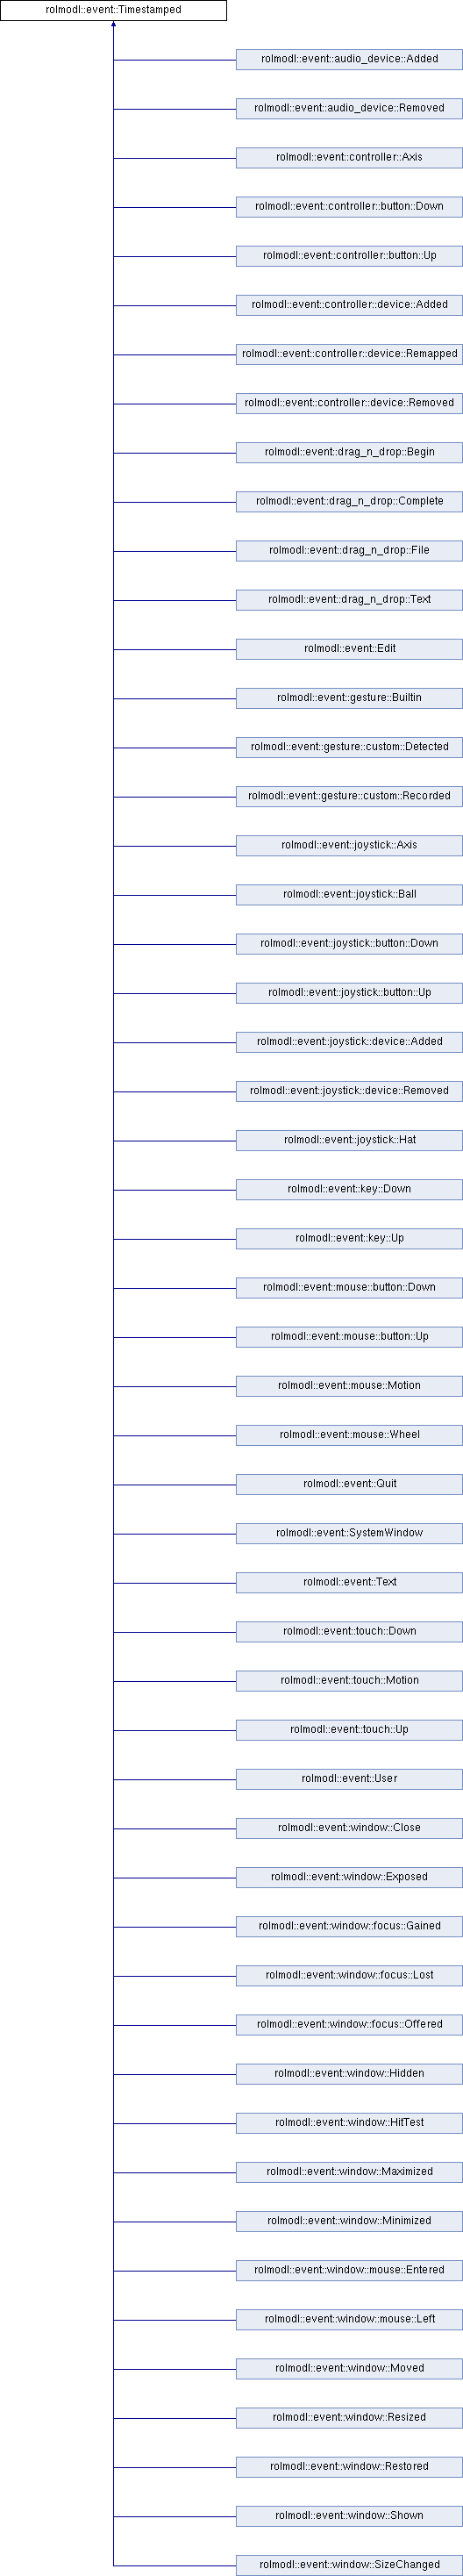 rolmodl::event::Timestamped
rolmodl::event::audio_device::Added
rolmodl::event::audio_device::Removed
rolmodl::event::controller::Axis
rolmodl::event::controller::button::Down
rolmodl::event::controller::button::Up
rolmodl::event::controller::device::Added
rolmodl::event::controller::device::Remapped
rolmodl::event::controller::device::Removed
rolmodl::event::drag_n_drop::Begin
rolmodl::event::drag_n_drop::Complete
rolmodl::event::drag_n_drop::File
rolmodl::event::drag_n_drop::Text
rolmodl::event::Edit
rolmodl::event::gesture::Builtin
rolmodl::event::gesture::custom::Detected
rolmodl::event::gesture::custom::Recorded
rolmodl::event::joystick::Axis
rolmodl::event::joystick::Ball
rolmodl::event::joystick::button::Down
rolmodl::event::joystick::button::Up
rolmodl::event::joystick::device::Added
rolmodl::event::joystick::device::Removed
rolmodl::event::joystick::Hat
rolmodl::event::key::Down
rolmodl::event::key::Up
rolmodl::event::mouse::button::Down
rolmodl::event::mouse::button::Up
rolmodl::event::mouse::Motion
rolmodl::event::mouse::Wheel
rolmodl::event::Quit
rolmodl::event::SystemWindow
rolmodl::event::Text
rolmodl::event::touch::Down
rolmodl::event::touch::Motion
rolmodl::event::touch::Up
rolmodl::event::User
rolmodl::event::window::Close
rolmodl::event::window::Exposed
rolmodl::event::window::focus::Gained
rolmodl::event::window::focus::Lost
rolmodl::event::window::focus::Offered
rolmodl::event::window::Hidden
rolmodl::event::window::HitTest
rolmodl::event::window::Maximized
rolmodl::event::window::Minimized
rolmodl::event::window::mouse::Entered
rolmodl::event::window::mouse::Left
rolmodl::event::window::Moved
rolmodl::event::window::Resized
rolmodl::event::window::Restored
rolmodl::event::window::Shown
rolmodl::event::window::SizeChanged